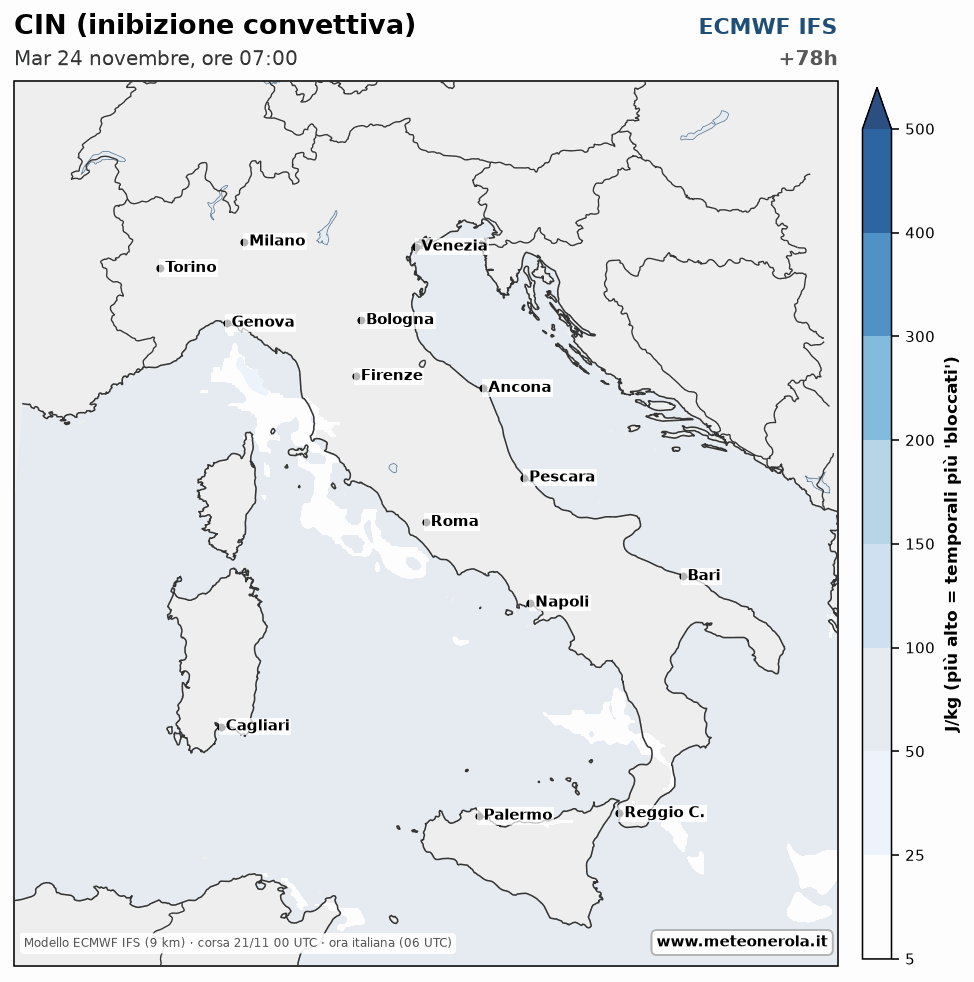 CIN (inibizione convettiva)
ECMWF IFS
Mar 24 novembre, ore 07:00
+78h
Milano
Venezia
Torino
Genova
Bologna
Firenze
Ancona
Pescara
Roma
Bari
Napoli
Cagliari
Palermo
Reggio C.
Modello ECMWF IFS (9 km) · corsa 21/11 00 UTC · ora italiana (06 UTC)
www.meteonerola.it
500
400
300
200
150
100
50
25
5
J/kg (più alto = temporali più 'bloccati')